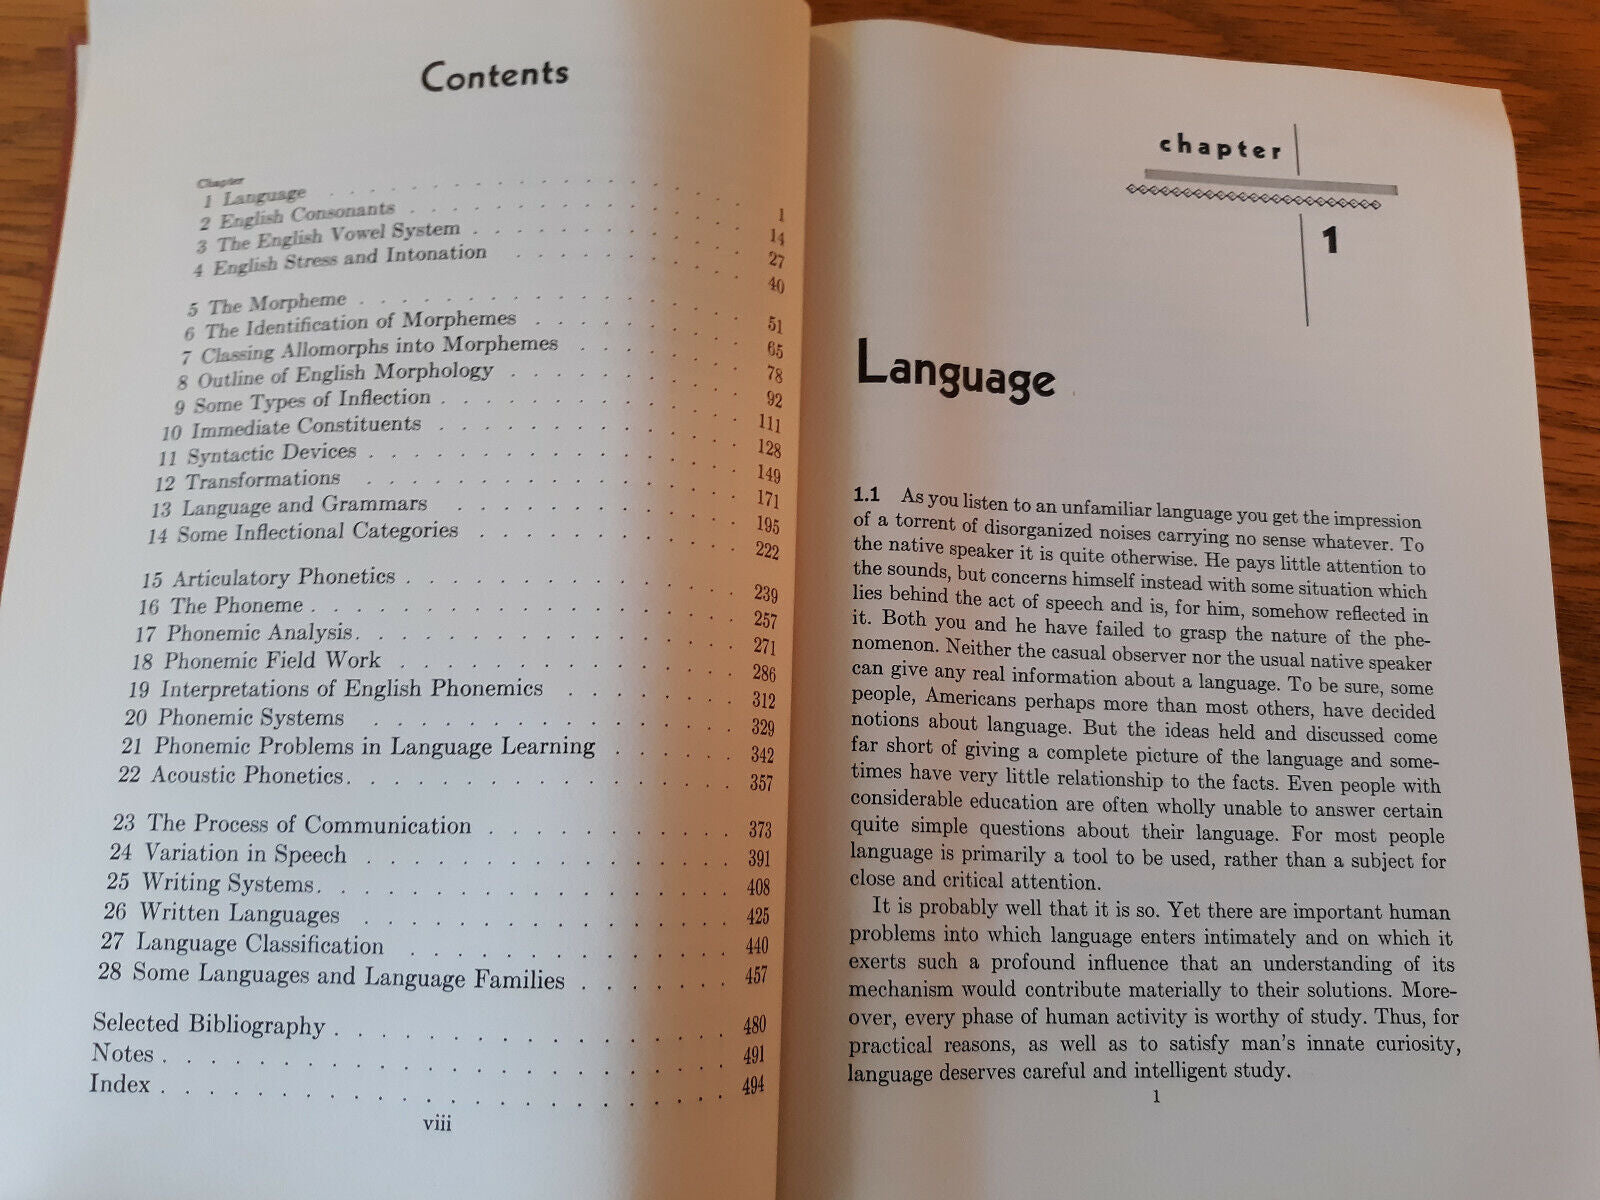 Contents
Chapter
1 Language . . . . . . . . . . . . . . . . . 1
2 English Consonants . . . . . . . . . . . . . . 14
3 The English Vowel System . . . . . . . . . . . . 27
4 English Stress and Intonation . . . . . . . . . . 40
5 The Morpheme . . . . . . . . . . . . . . . 51
6 The Identification of Morphemes . . . . . . . . . 65
7 Classing Allomorphs into Morphemes . . . . . . . 78
8 Outline of English Morphology . . . . . . . . . . 92
9 Some Types of Inflection . . . . . . . . . . . . 111
10 Immediate Constituents . . . . . . . . . . . . 128
11 Syntactic Devices . . . . . . . . . . . . . . . 149
12 Transformations . . . . . . . . . . . . . . . 171
13 Language and Grammars . . . . . . . . . . . . 195
14 Some Inflectional Categories . . . . . . . . . . 222
15 Articulatory Phonetics . . . . . . . . . . . . . 239
16 The Phoneme . . . . . . . . . . . . . . . . 257
17 Phonemic Analysis . . . . . . . . . . . . . . . 271
18 Phonemic Field Work . . . . . . . . . . . . . 286
19 Interpretations of English Phonemics . . . . . . . 312
20 Phonemic Systems . . . . . . . . . . . . . . 329
21 Phonemic Problems in Language Learning . . . . . 342
22 Acoustic Phonetics . . . . . . . . . . . . . . . 357
23 The Process of Communication . . . . . . . . . . 373
24 Variation in Speech . . . . . . . . . . . . . . 391
25 Writing Systems . . . . . . . . . . . . . . . . 408
26 Written Languages . . . . . . . . . . . . . . 425
27 Language Classification . . . . . . . . . . . . 440
28 Some Languages and Language Families . . . . . . 457
Selected Bibliography . . . . . . . . . . . . . . . 480
Notes . . . . . . . . . . . . . . . . . . . . . . 491
Index . . . . . . . . . . . . . . . . . . . . . . 494
viii
chapter
1
Language
1.1 As you listen to an unfamiliar language you get the impression
of a torrent of disorganized noises carrying no sense whatever. To
the native speaker it is quite otherwise. He pays little attention to
the sounds, but concerns himself instead with some situation which
lies behind the act of speech and is, for him, somehow reflected in
it. Both you and he have failed to grasp the nature of the phe-
nomenon. Neither the casual observer nor the usual native speaker
can give any real information about a language. To be sure, some
people, Americans perhaps more than most others, have decided
notions about language. But the ideas held and discussed come
far short of giving a complete picture of the language and some-
times have very little relationship to the facts. Even people with
considerable education are often wholly unable to answer certain
quite simple questions about their language. For most people
language is primarily a tool to be used, rather than a subject for
close and critical attention.
It is probably well that it is so. Yet there are important human
problems into which language enters intimately and on which it
exerts such a profound influence that an understanding of its
mechanism would contribute materially to their solutions. More-
over, every phase of human activity is worthy of study. Thus, for
practical reasons, as well as to satisfy man's innate curiosity,
language deserves careful and intelligent study.
1